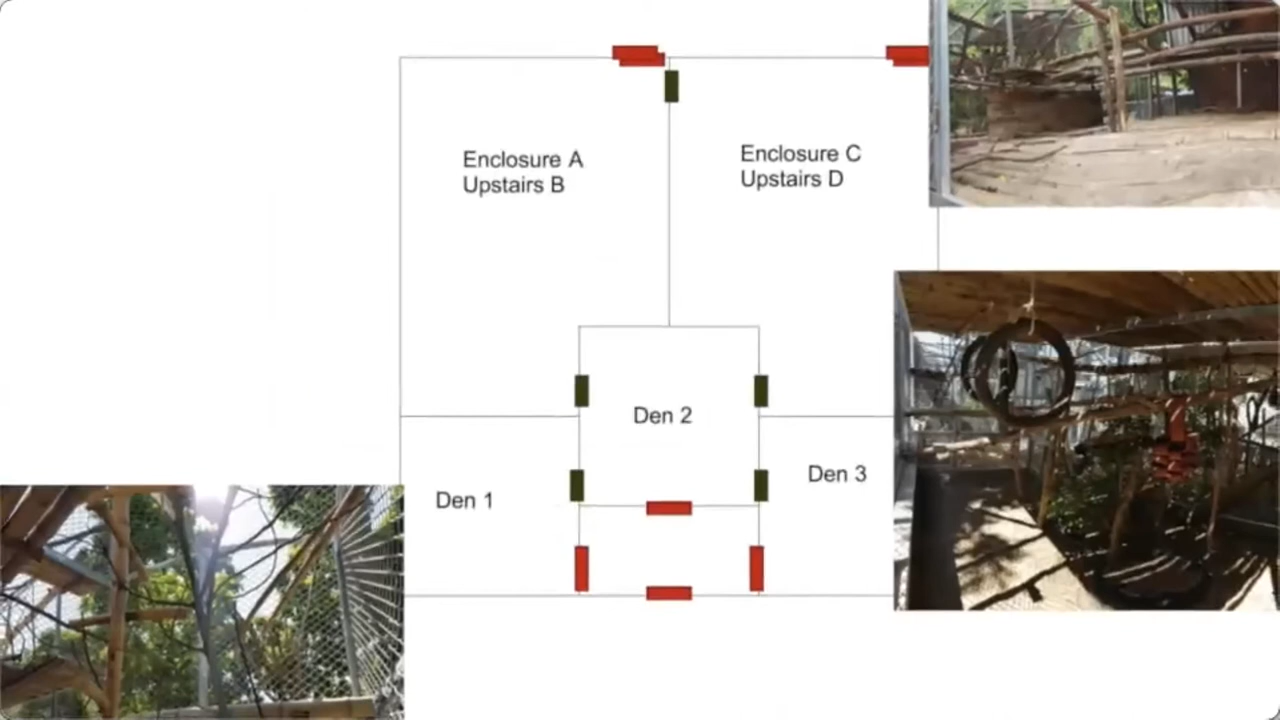 Enclosure A
Upstairs B
Enclosure C
Upstairs D
Den 2
Den 3
Den 1